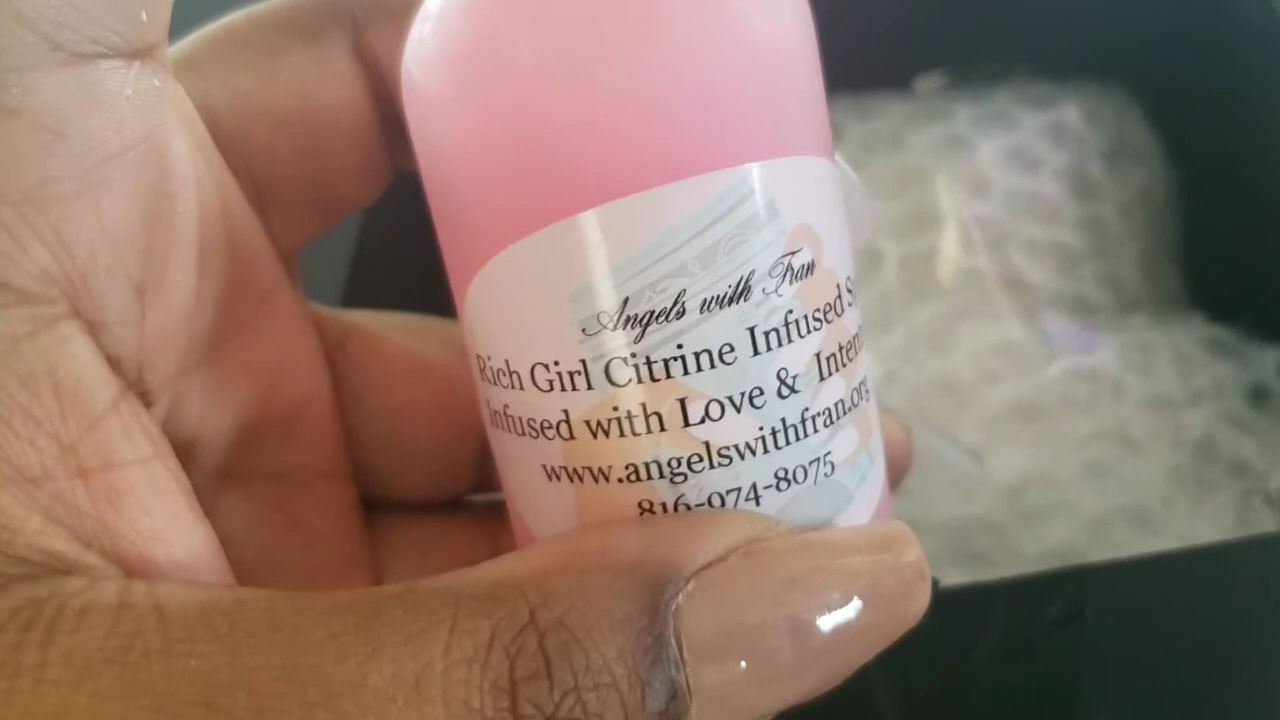 Angels with Fran
Rich Girl Citrine Infused
Infused with Love &
www.angelswithfran.org
816-974-8075